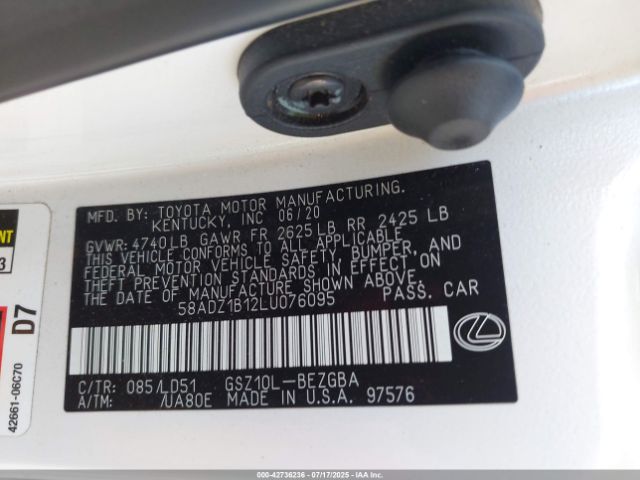 MFD. BY: TOYOTA MOTOR MANUFACTURING.
KENTUCKY, INC 06/20
GVWR: 4740LB GAWR FR 2625LB RR 2425 LB
THIS VEHICLE CONFORMS TO ALL APPLICABLE
FEDERAL MOTOR VEHICLE SAFETY, BUMPER, AND
THEFT PREVENTION STANDARDS IN EFFECT ON
THE DATE OF MANUFACTURE SHOWN ABOVE.
58ADZ1B12LU076095 PASS. CAR
C/TR: 085/LD51 GSZ10L-BEZGBA
A/TM: /UA80E MADE IN U.S.A. 97576
D7
42661-06C70
000-42736236 - 07/17/2025 - IAAI.COM